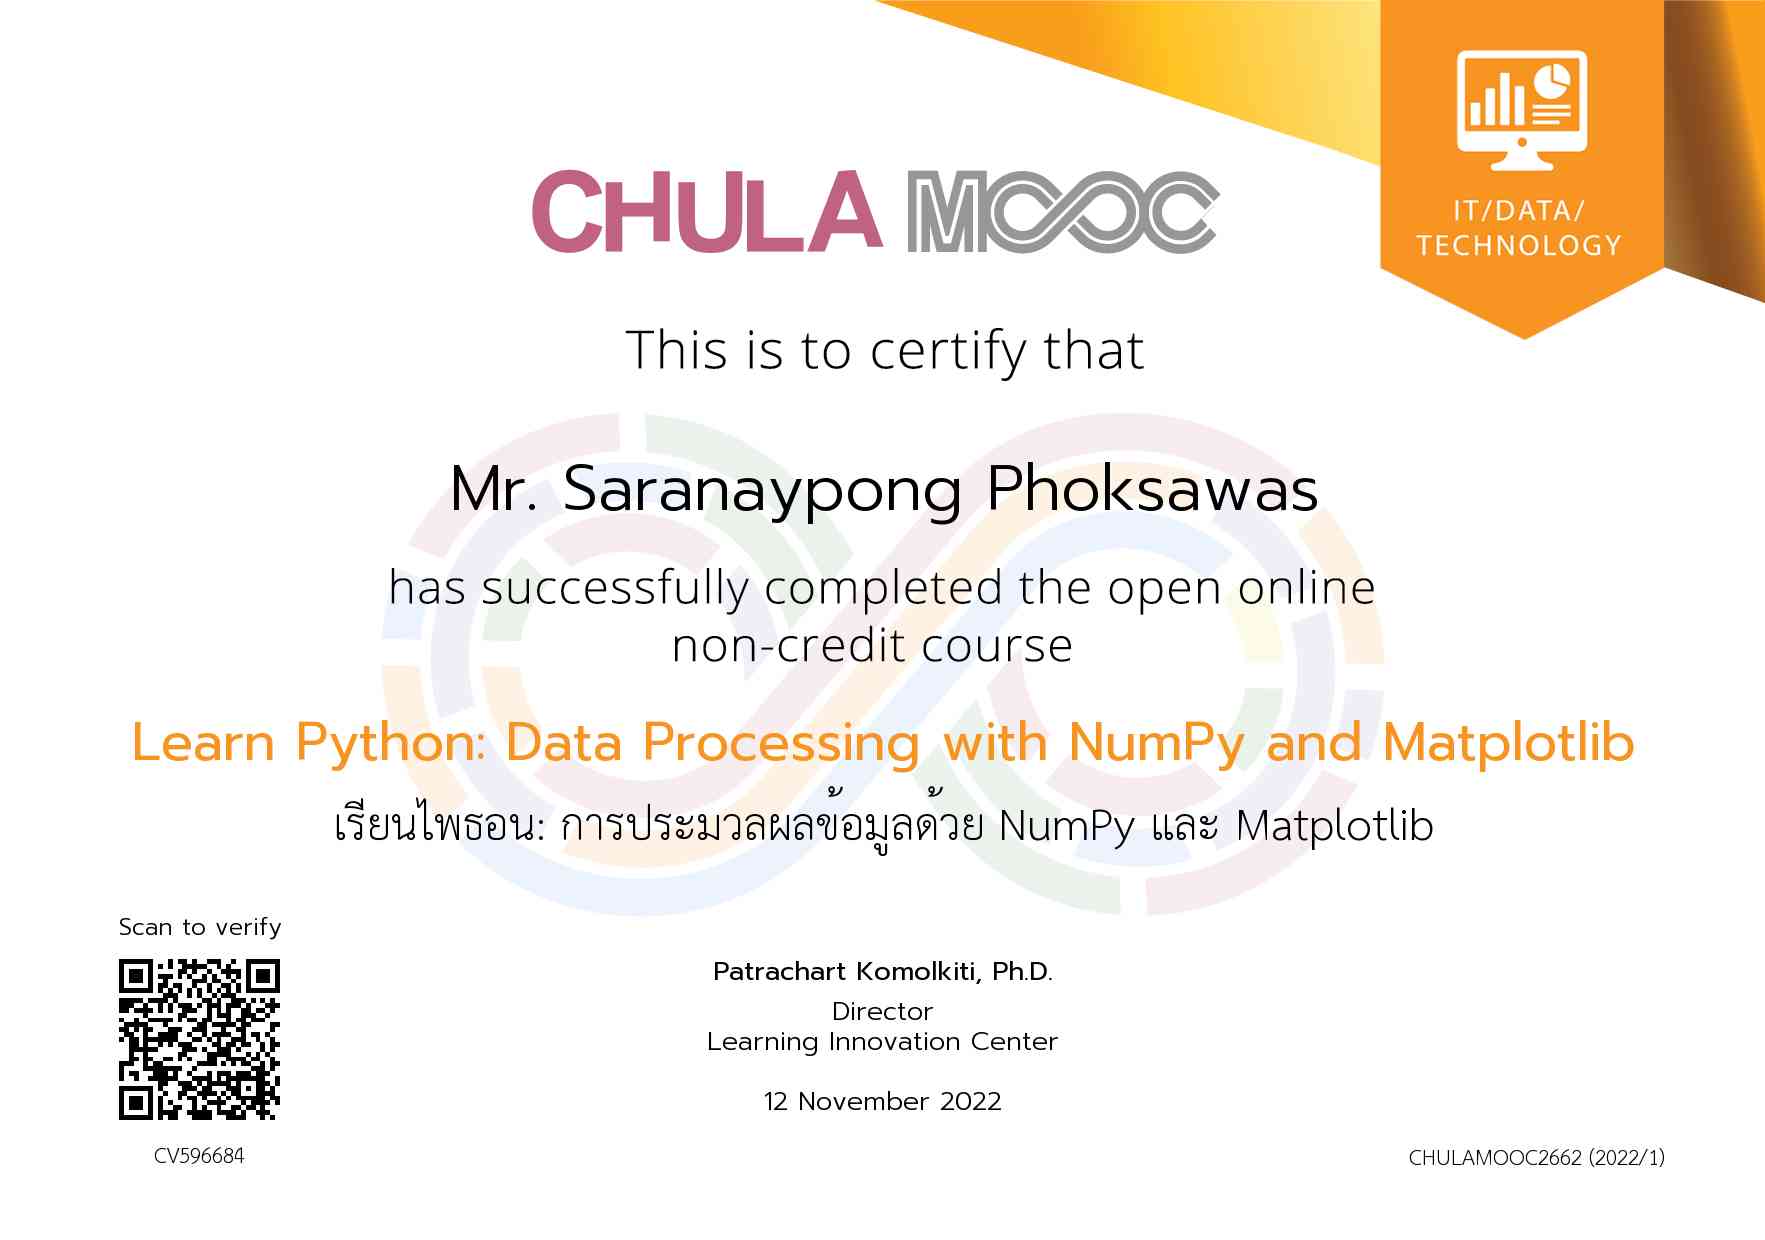 IT/DATA/
TECHNOLOGY
CHULA MOOC
This is to certify that
Mr. Saranaypong Phoksawas
has successfully completed the open online
non-credit course
Learn Python: Data Processing with NumPy and Matplotlib
เรียนไพธอน: การประมวลผลข้อมูลด้วย NumPy และ Matplotlib
Scan to verify
CV596684
Patrachart Komolkiti, Ph.D.
Director
Learning Innovation Center
12 November 2022
CHULAMOOC2662 (2022/1)